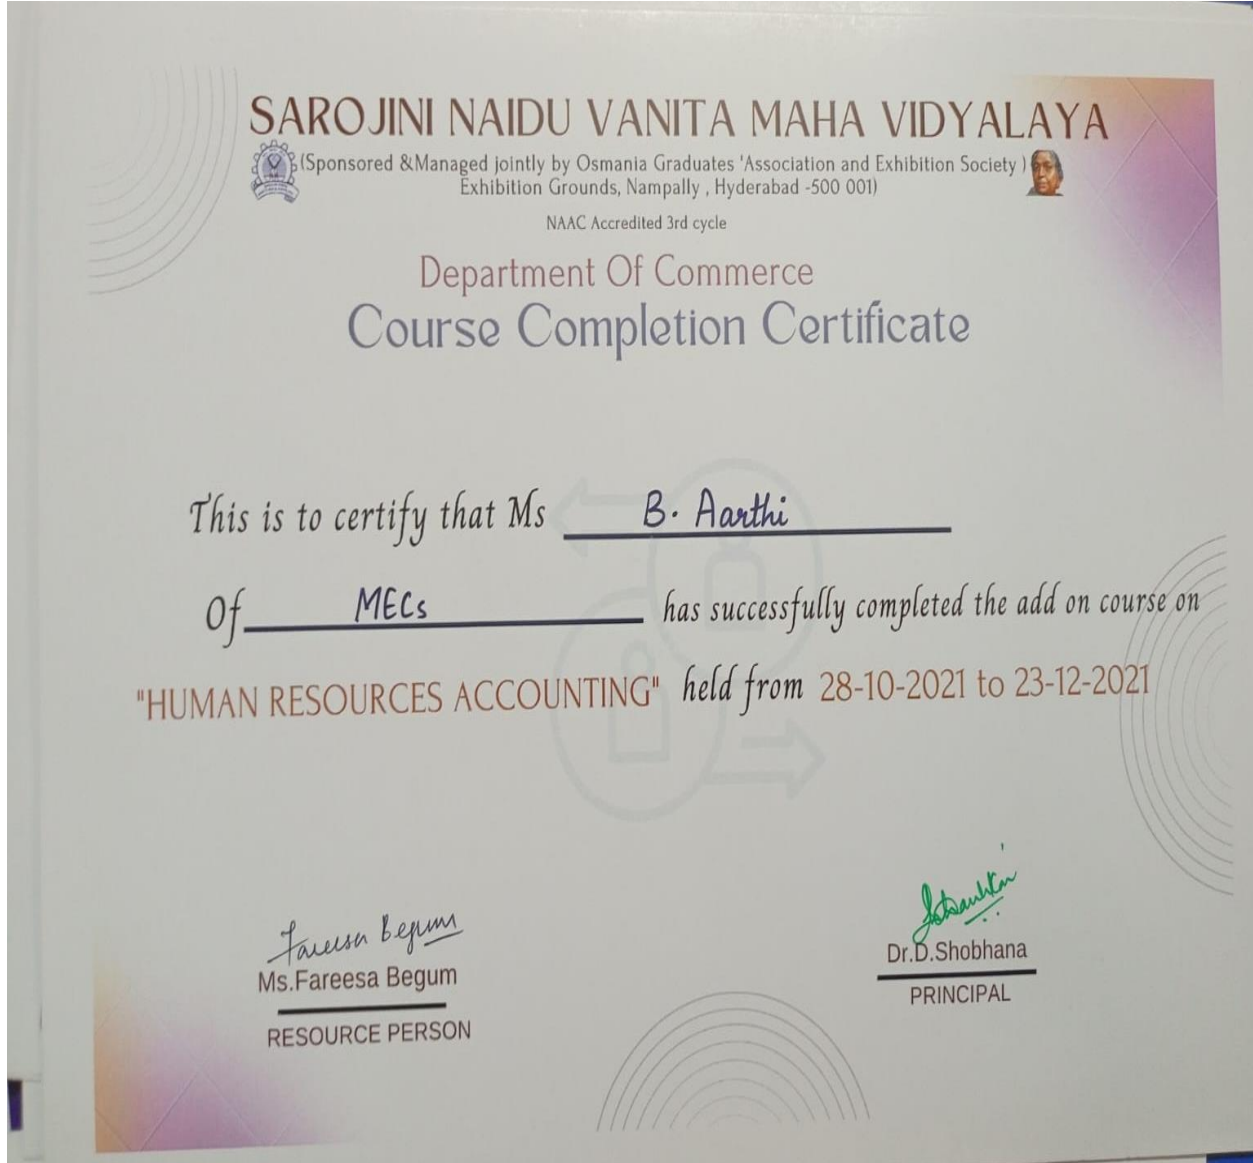 SAROJINI NAIDU VANITA MAHA VIDYALAYA
(Sponsored &Managed jointly by Osmania Graduates 'Association and Exhibition Society )
Exhibition Grounds, Nampally , Hyderabad -500 001)
NAAC Accredited 3rd cycle
Department Of Commerce
Course Completion Certificate
This is to certify that Ms B. Aarthi
Of MECs has successfully completed the add on course on
"HUMAN RESOURCES ACCOUNTING" held from 28-10-2021 to 23-12-2021
Fareesa Begum
Ms.Fareesa Begum
RESOURCE PERSON
Dr.D.Shobhana
PRINCIPAL